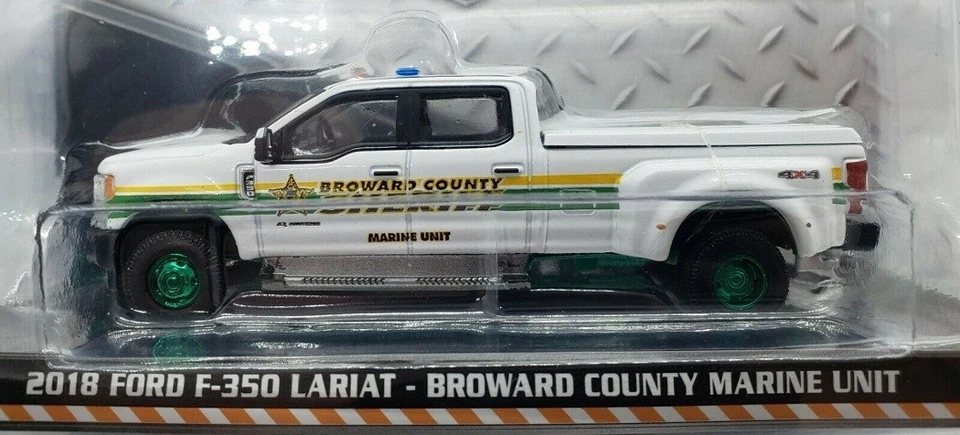 BROWARD COUNTY
SHERIFF
MARINE UNIT
4X4
2018 FORD F-350 LARIAT - BROWARD COUNTY MARINE UNIT